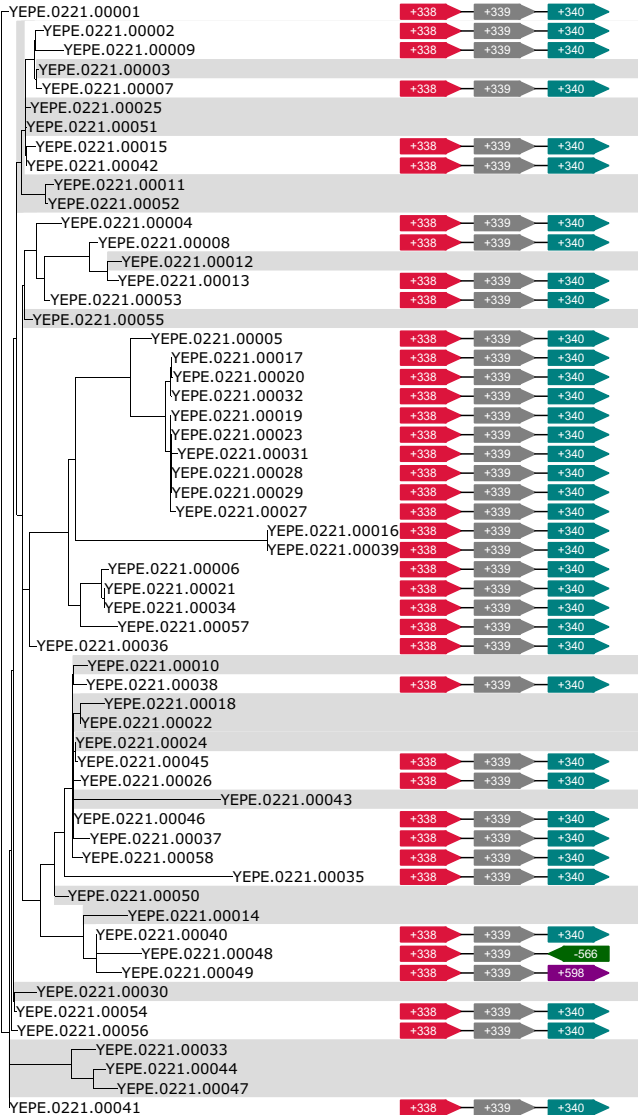 YEPE.0221.00001 +338 +339 +340
YEPE.0221.00002 +338 +339 +340
YEPE.0221.00009 +338 +339 +340
YEPE.0221.00003
YEPE.0221.00007 +338 +339 +340
YEPE.0221.00025
YEPE.0221.00051
YEPE.0221.00015 +338 +339 +340
YEPE.0221.00042 +338 +339 +340
YEPE.0221.00011
YEPE.0221.00052
YEPE.0221.00004 +338 +339 +340
YEPE.0221.00008 +338 +339 +340
YEPE.0221.00012
YEPE.0221.00013 +338 +339 +340
YEPE.0221.00053 +338 +339 +340
YEPE.0221.00055
YEPE.0221.00005 +338 +339 +340
YEPE.0221.00017 +338 +339 +340
YEPE.0221.00020 +338 +339 +340
YEPE.0221.00032 +338 +339 +340
YEPE.0221.00019 +338 +339 +340
YEPE.0221.00023 +338 +339 +340
YEPE.0221.00031 +338 +339 +340
YEPE.0221.00028 +338 +339 +340
YEPE.0221.00029 +338 +339 +340
YEPE.0221.00027 +338 +339 +340
YEPE.0221.00016 +338 +339 +340
YEPE.0221.00039 +338 +339 +340
YEPE.0221.00006 +338 +339 +340
YEPE.0221.00021 +338 +339 +340
YEPE.0221.00034 +338 +339 +340
YEPE.0221.00057 +338 +339 +340
YEPE.0221.00036 +338 +339 +340
YEPE.0221.00010
YEPE.0221.00038 +338 +339 +340
YEPE.0221.00018
YEPE.0221.00022
YEPE.0221.00024
YEPE.0221.00045 +338 +339 +340
YEPE.0221.00026 +338 +339 +340
YEPE.0221.00043
YEPE.0221.00046 +338 +339 +340
YEPE.0221.00037 +338 +339 +340
YEPE.0221.00058 +338 +339 +340
YEPE.0221.00035 +338 +339 +340
YEPE.0221.00050
YEPE.0221.00014
YEPE.0221.00040 +338 +339 +340
YEPE.0221.00048 +338 +339 -566
YEPE.0221.00049 +338 +339 +598
YEPE.0221.00030
YEPE.0221.00054 +338 +339 +340
YEPE.0221.00056 +338 +339 +340
YEPE.0221.00033
YEPE.0221.00044
YEPE.0221.00047
YEPE.0221.00041 +338 +339 +340